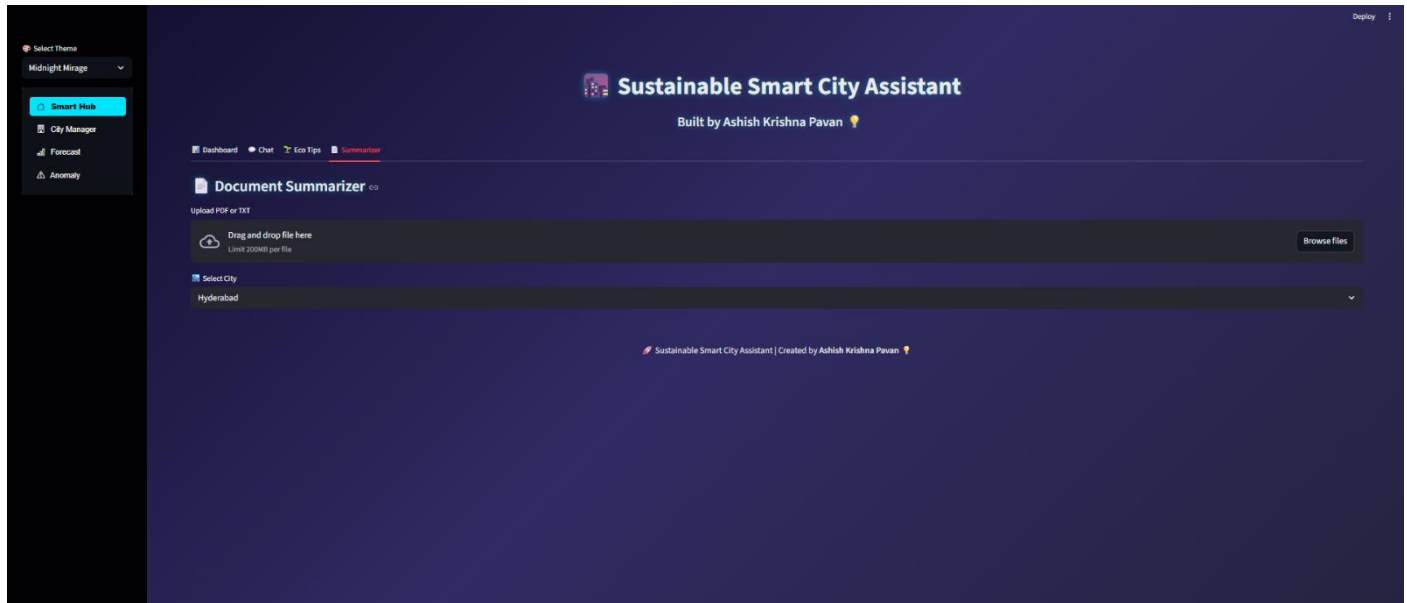 Deploy
Select Theme
Midnight Mirage
Smart Hub
City Manager
Forecast
Anomaly
Sustainable Smart City Assistant
Built by Ashish Krishna Pavan
Dashboard Chat Eco Tips Summarizer
Document Summarizer
Upload PDF or TXT
Drag and drop file here
Limit 200MB per file
Browse files
Select City
Hyderabad
Sustainable Smart City Assistant | Created by Ashish Krishna Pavan